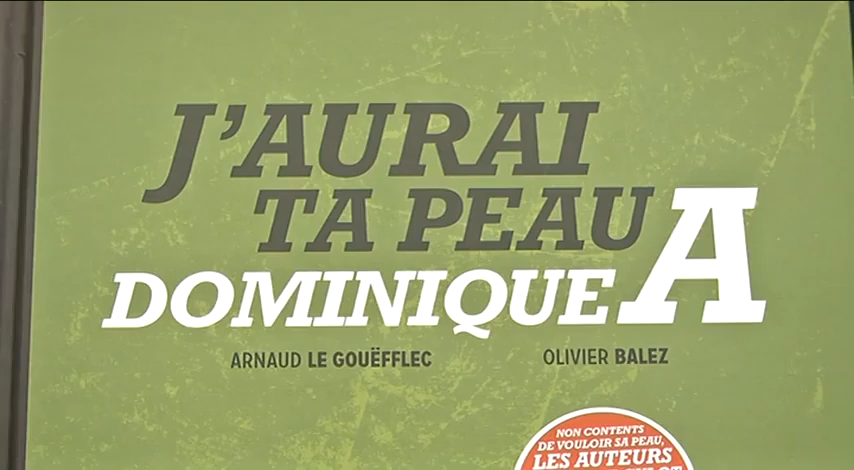 J'AURAI
TA PEAU
DOMINIQUE A
ARNAUD LE GOUËFFLEC
OLIVIER BALEZ
NON CONTENTS
DE VOULOIR SA PEAU,
LES AUTEURS